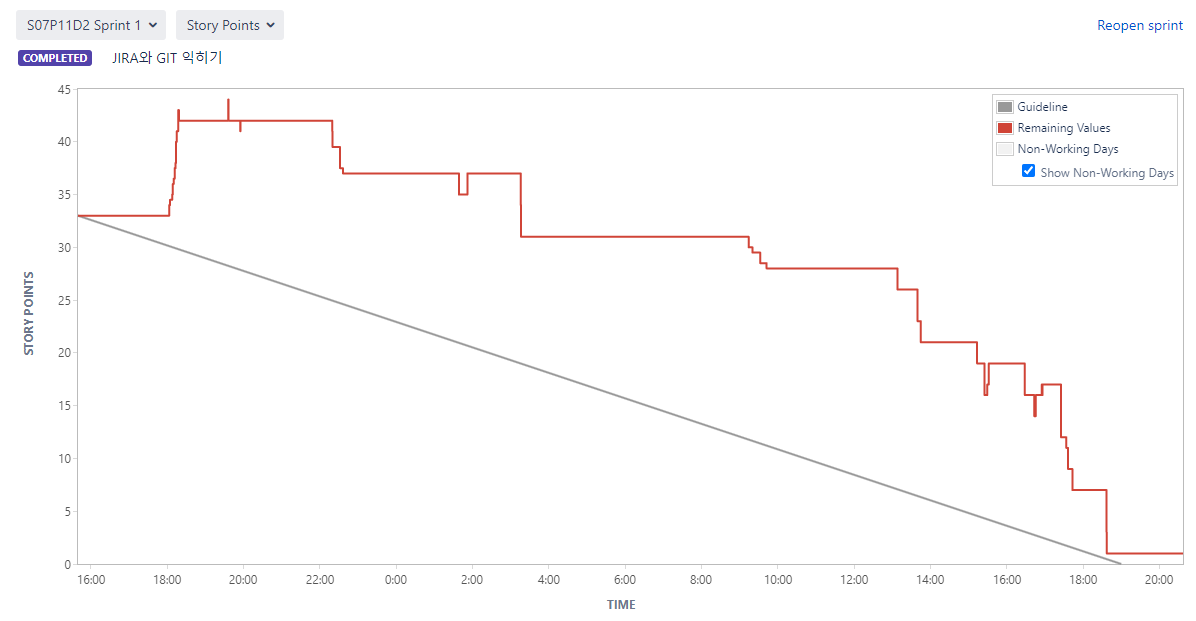 S07P11D2 Sprint 1 Story Points Reopen sprint
COMPLETED JIRA와 GIT 익히기
Guideline
Remaining Values
Non-Working Days
Show Non-Working Days
STORY POINTS
45
40
35
30
25
20
15
10
5
0
16:00 18:00 20:00 22:00 0:00 2:00 4:00 6:00 8:00 10:00 12:00 14:00 16:00 18:00 20:00
TIME